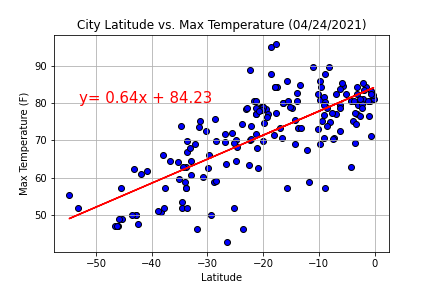 City Latitude vs. Max Temperature (04/24/2021)
90
y= 0.64x + 84.23
80
70
60
50
Max Temperature (F)
−50 −40 −30 −20 −10 0
Latitude